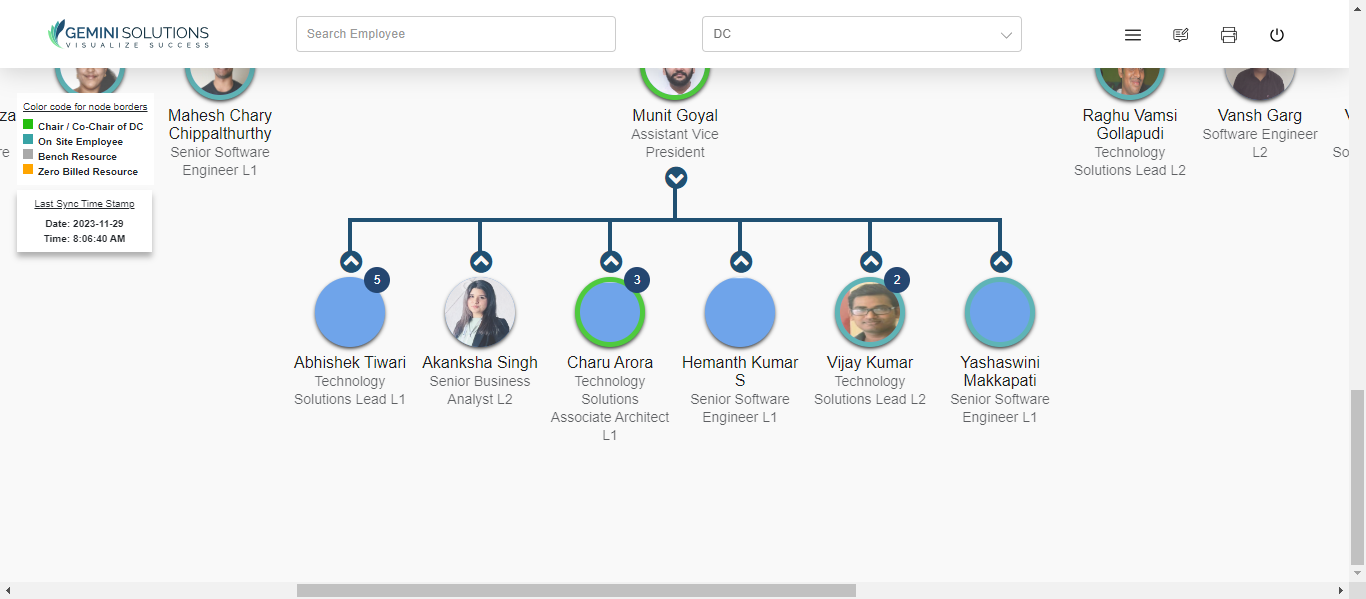 GEMINI SOLUTIONS
VISUALIZE SUCCESS
Search Employee
DC
za
re
Color code for node borders
Chair / Co-Chair of DC
On Site Employee
Bench Resource
Zero Billed Resource
Last Sync Time Stamp
Date: 2023-11-29
Time: 8:06:40 AM
Mahesh Chary
Chippalthurthy
Senior Software
Engineer L1
Munit Goyal
Assistant Vice
President
Raghu Vamsi
Gollapudi
Technology
Solutions Lead L2
Vansh Garg
Software Engineer
L2
So
5
3
2
Abhishek Tiwari
Technology
Solutions Lead L1
Akanksha Singh
Senior Business
Analyst L2
Charu Arora
Technology
Solutions
Associate Architect
L1
Hemanth Kumar
S
Senior Software
Engineer L1
Vijay Kumar
Technology
Solutions Lead L2
Yashaswini
Makkapati
Senior Software
Engineer L1